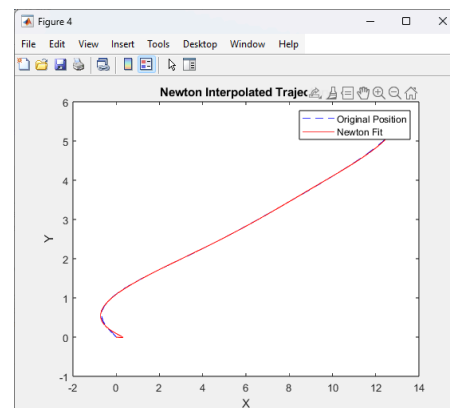 Figure 4
File Edit View Insert Tools Desktop Window Help
Newton Interpolated Trajec
Original Position
Newton Fit
6
5
4
3
2
1
0
-1
Y
-2 0 2 4 6 8 10 12 14
X